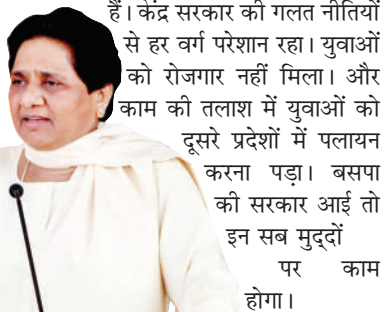 हैं। केंद्र सरकार की गलत नीतियों
से हर वर्ग परेशान रहा। युवाओं
को रोजगार नहीं मिला। और
काम की तलाश में युवाओं को
दूसरे प्रदेशों में पलायन
करना पड़ा। बसपा
की सरकार आई तो
इन सब मुद्दों
पर काम
होगा।